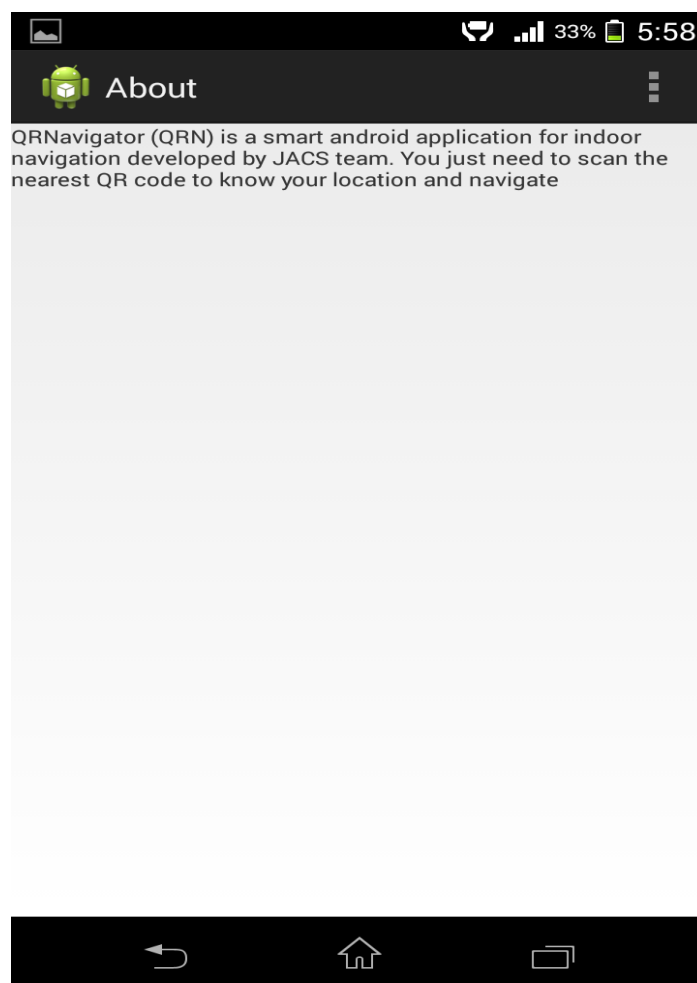 33% 5:58
About
QRNavigator (QRN) is a smart android application for indoor
navigation developed by JACS team. You just need to scan the
nearest QR code to know your location and navigate